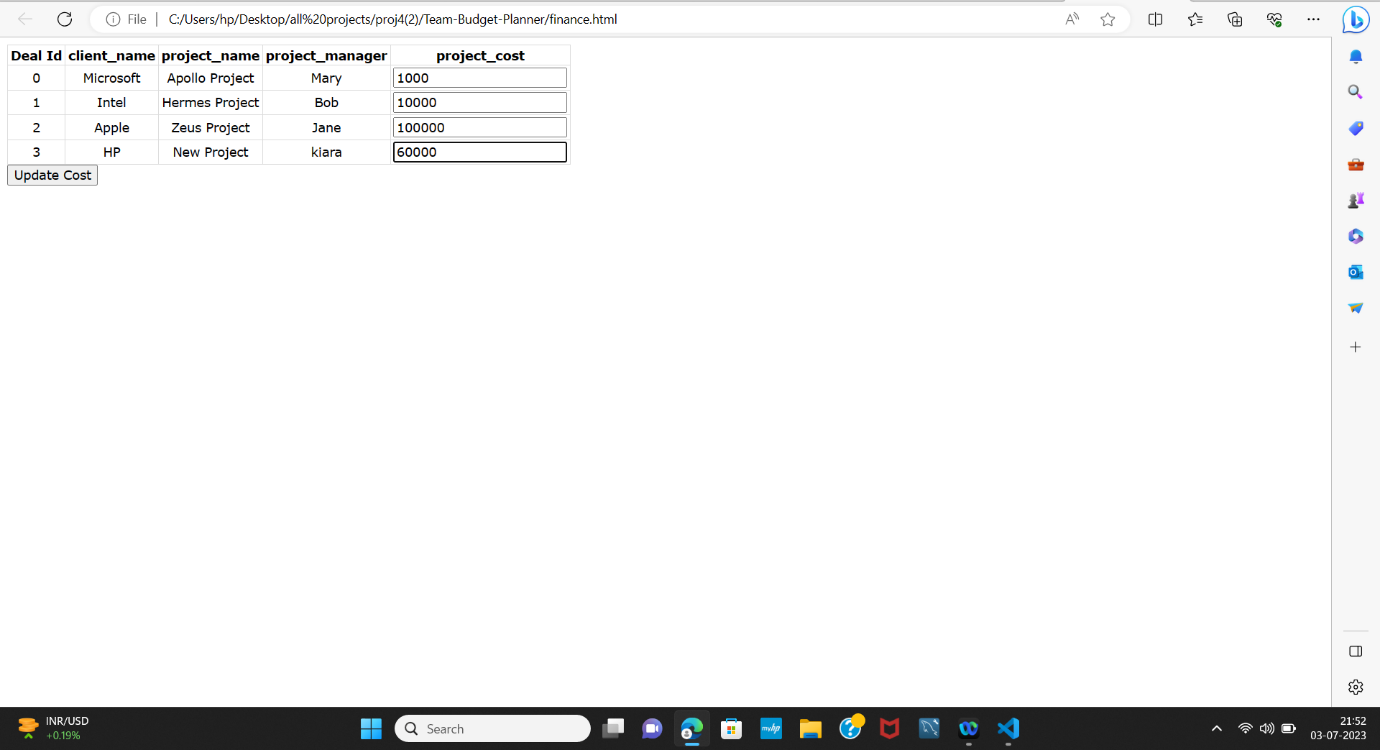 File C:/Users/hp/Desktop/all%20projects/proj4(2)/Team-Budget-Planner/finance.html
Deal Id client_name project_name project_manager project_cost
0 Microsoft Apollo Project Mary 1000
1 Intel Hermes Project Bob 10000
2 Apple Zeus Project Jane 100000
3 HP New Project kiara 60000
Update Cost
INR/USD
+0.19%
Search
myhp
21:52
03-07-2023